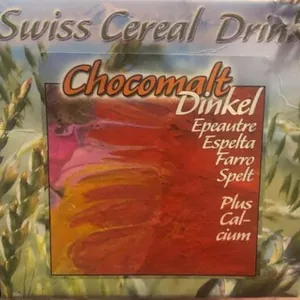 Swiss Cereal Drin
Chocomalt
Dinkel
Epeautre
Espelta
Farro
Spelt
Plus
Cal-
cium